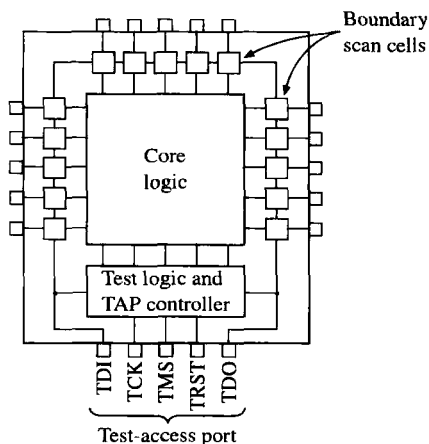 Boundary
scan cells
Core
logic
Test logic and
TAP controller
TDI
TCK
TMS
TRST
TDO
Test-access port